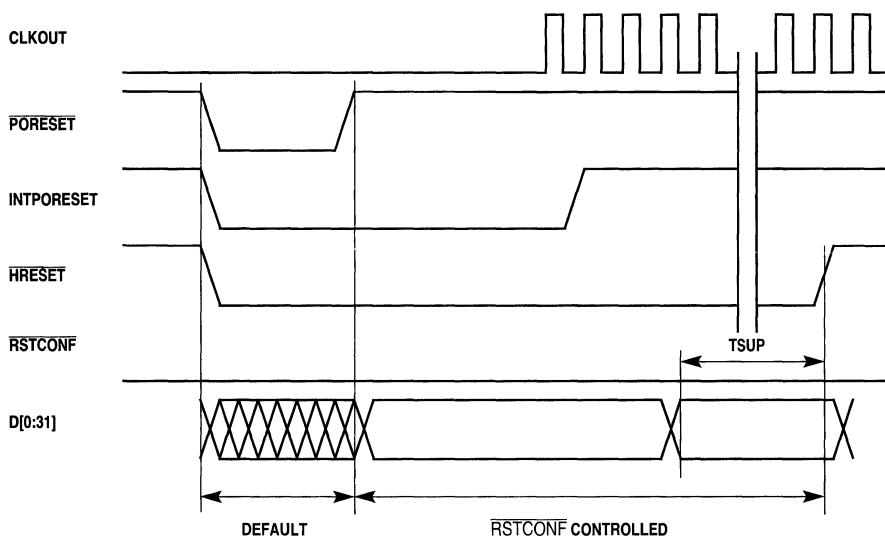 CLKOUT
PORESET
INTPORESET
HRESET
RSTCONF
TSUP
D[0:31]
DEFAULT
RSTCONF CONTROLLED